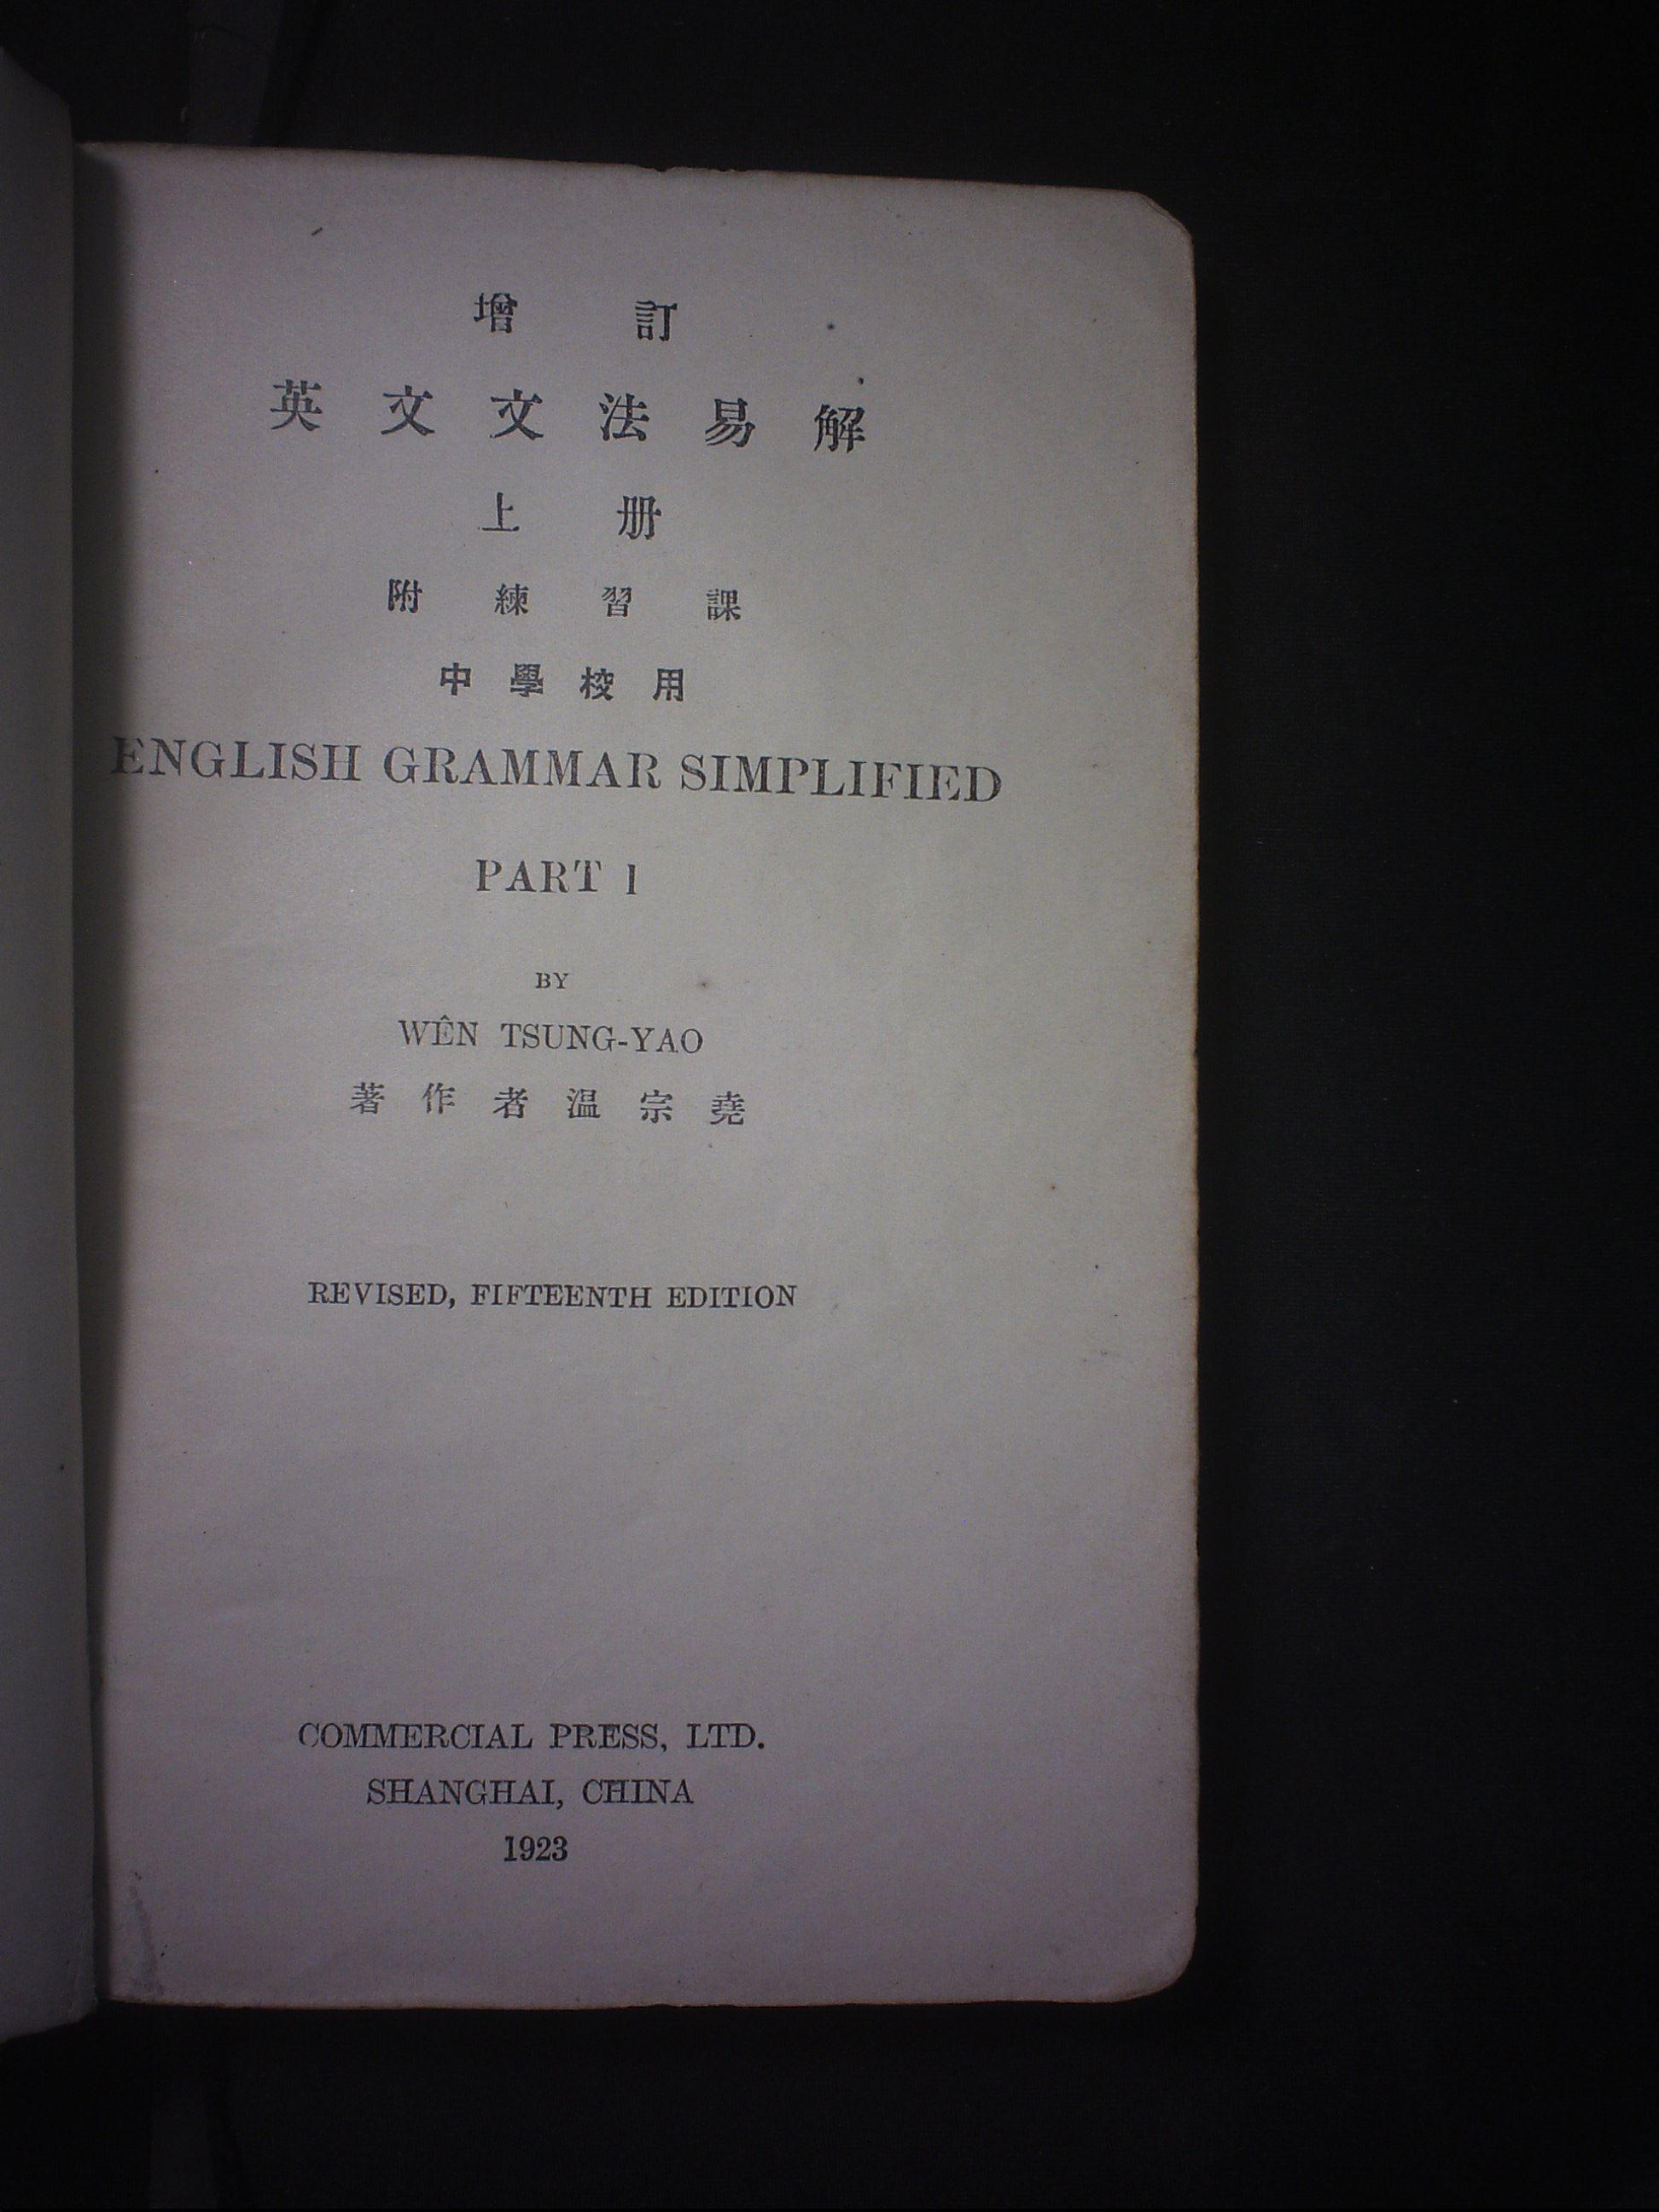 增訂
英文文法易解
上册
附練習課
中學校用
ENGLISH GRAMMAR SIMPLIFIED
PART 1
BY
WÊN TSUNG-YAO
著作者温宗堯
REVISED, FIFTEENTH EDITION
COMMERCIAL PRESS, LTD.
SHANGHAI, CHINA
1923